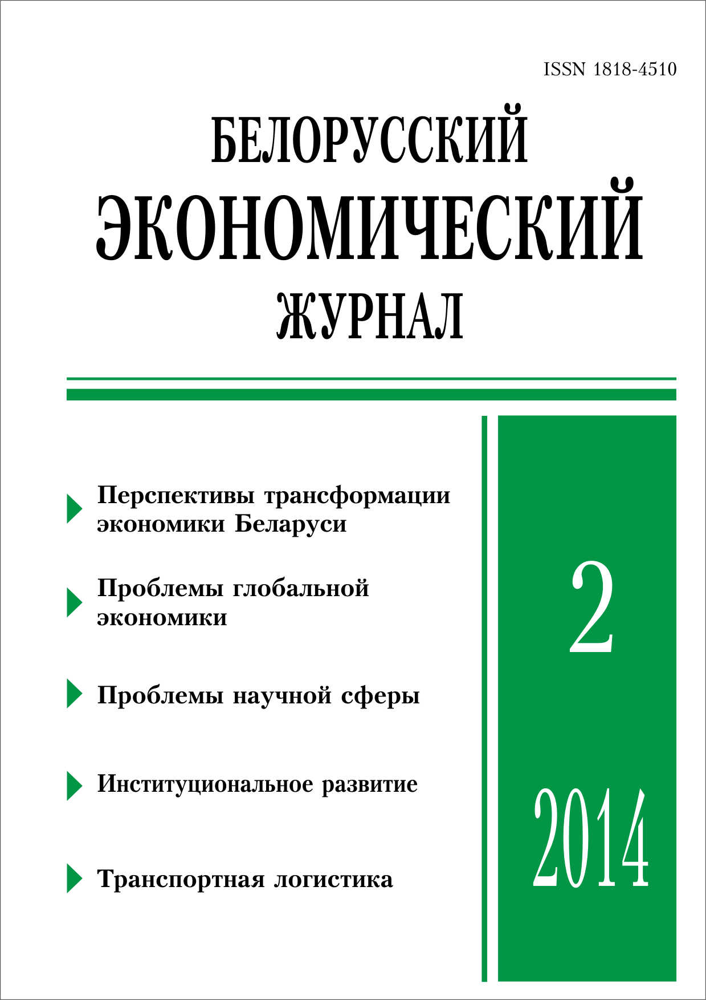 ISSN 1818-4510
БЕЛОРУССКИЙ
ЭКОНОМИЧЕСКИЙ
ЖУРНАЛ
Перспективы трансформации
экономики Беларуси
Проблемы глобальной
экономики
Проблемы научной сферы
Институциональное развитие
Транспортная логистика
2
2014